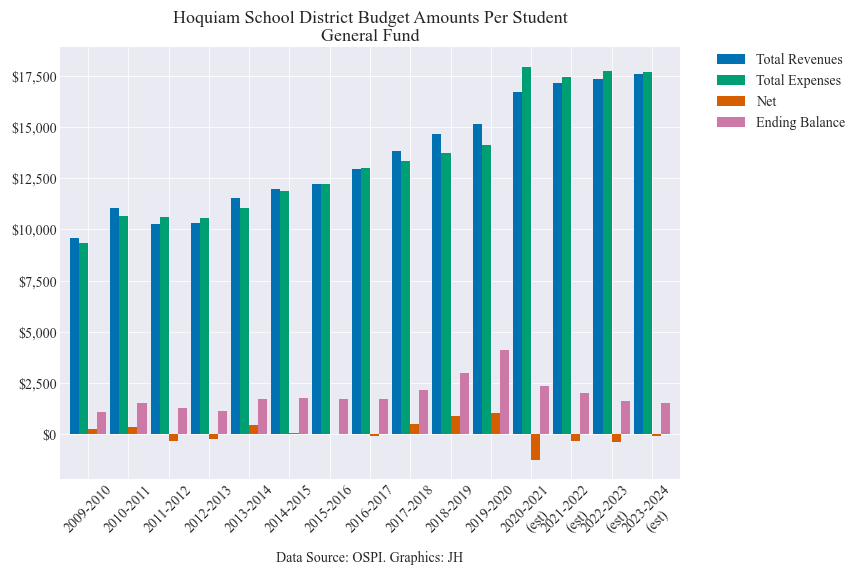 Hoquiam School District Budget Amounts Per Student
General Fund
Total Revenues
Total Expenses
Net
Ending Balance
$17,500
$15,000
$12,500
$10,000
$7,500
$5,000
$2,500
$0
2009-2010
2010-2011
2011-2012
2012-2013
2013-2014
2014-2015
2015-2016
2016-2017
2017-2018
2018-2019
2019-2020
2020-2021
(est)
2021-2022
(est)
2022-2023
(est)
2023-2024
(est)
Data Source: OSPI. Graphics: JH